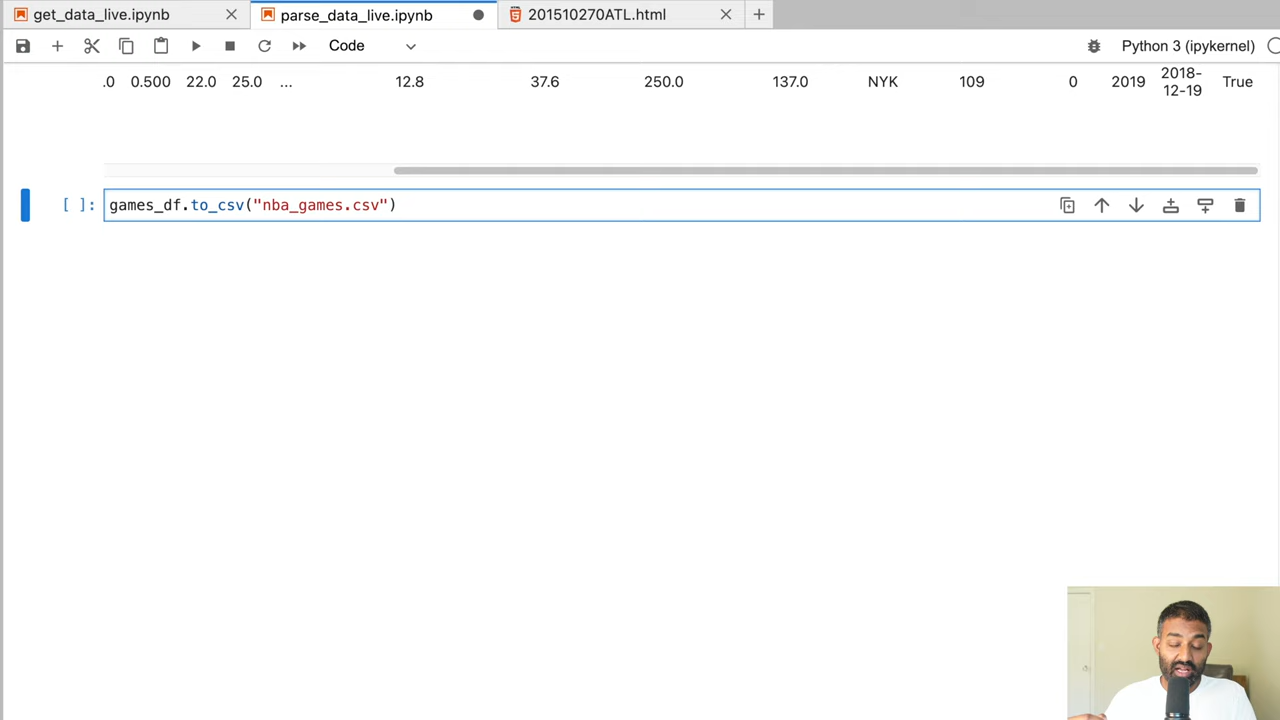 get_data_live.ipynb parse_data_live.ipynb 201510270ATL.html
Code Python 3 (ipykernel)
.0 0.500 22.0 25.0 ... 12.8 37.6 250.0 137.0 NYK 109 0 2019 2018-12-19 True
[ ]: games_df.to_csv("nba_games.csv")